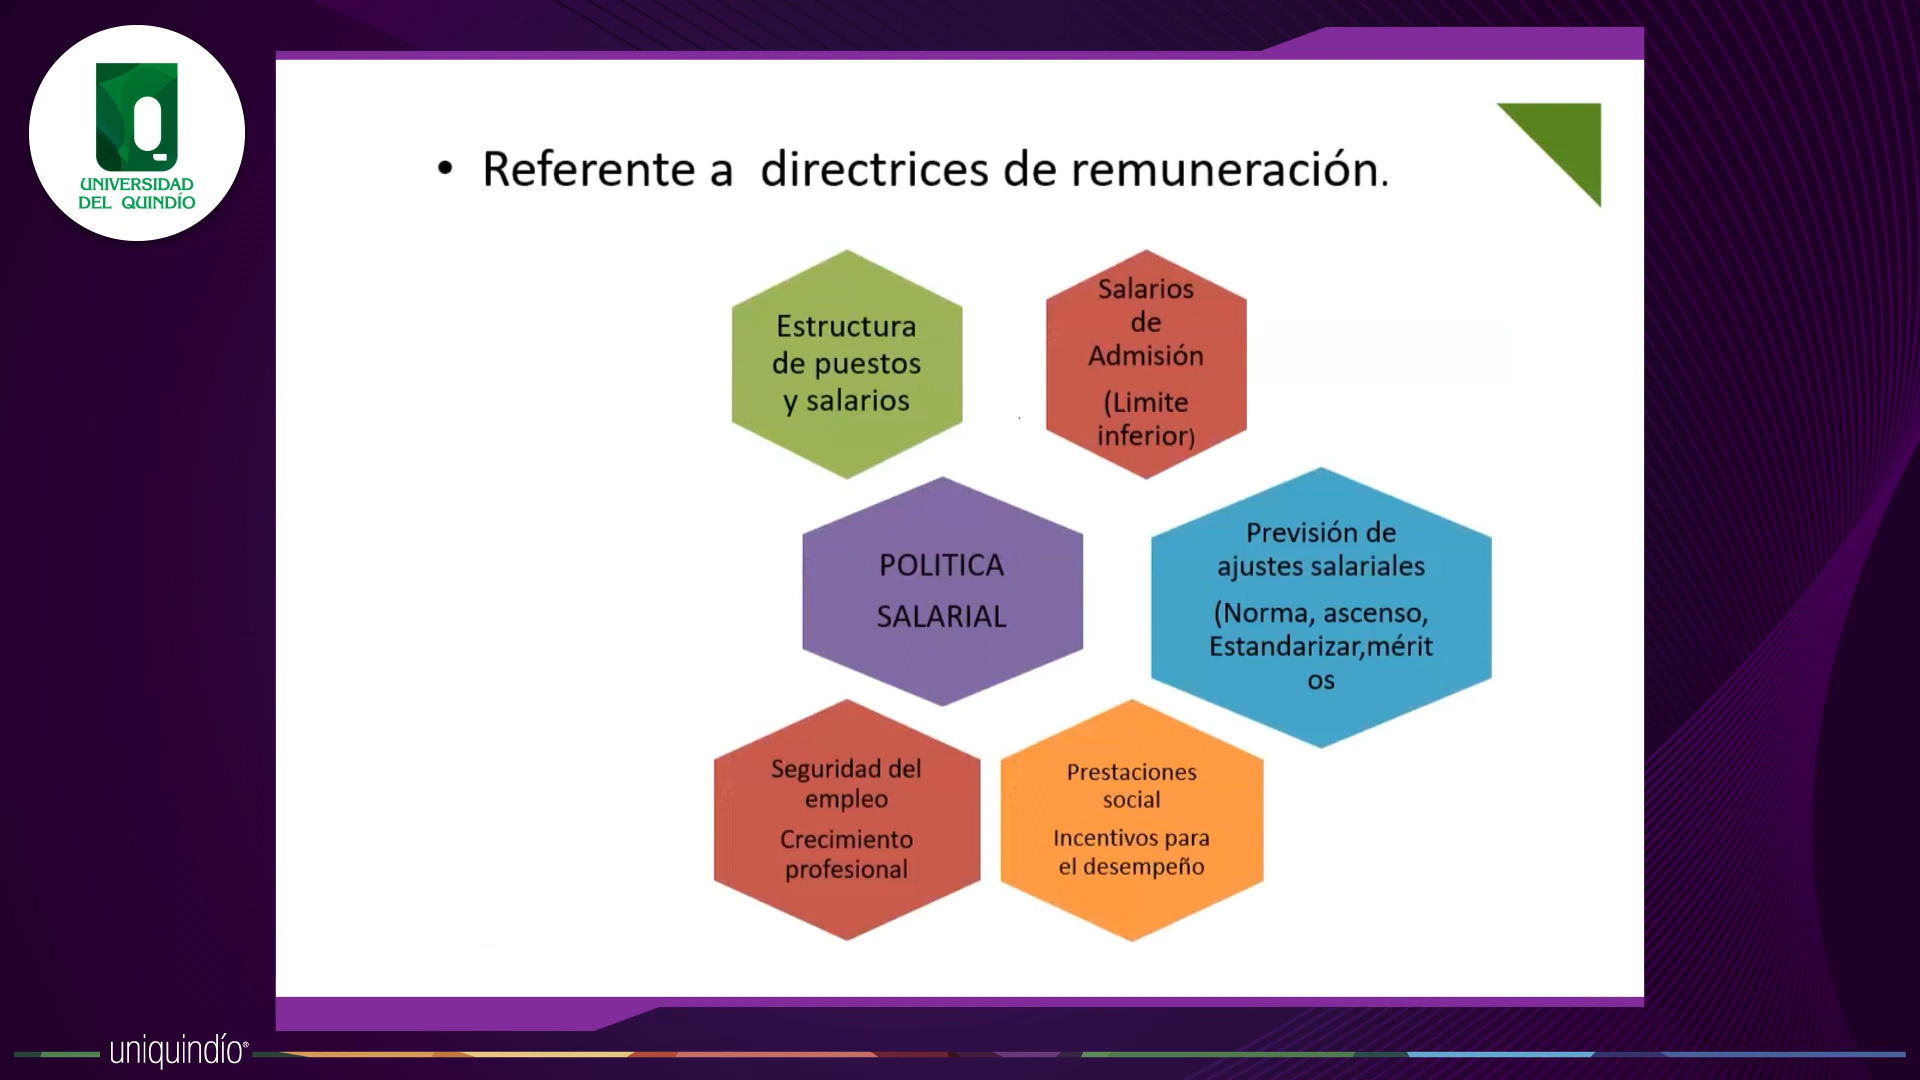 UNIVERSIDAD
DEL QUINDÍO
• Referente a directrices de remuneración.
Estructura
de puestos
y salarios
Salarios
de
Admisión
(Limite
inferior)
POLITICA
SALARIAL
Previsión de
ajustes salariales
(Norma, ascenso,
Estandarizar,mérit
os
Seguridad del
empleo
Crecimiento
profesional
Prestaciones
social
Incentivos para
el desempeño
uniquindío®